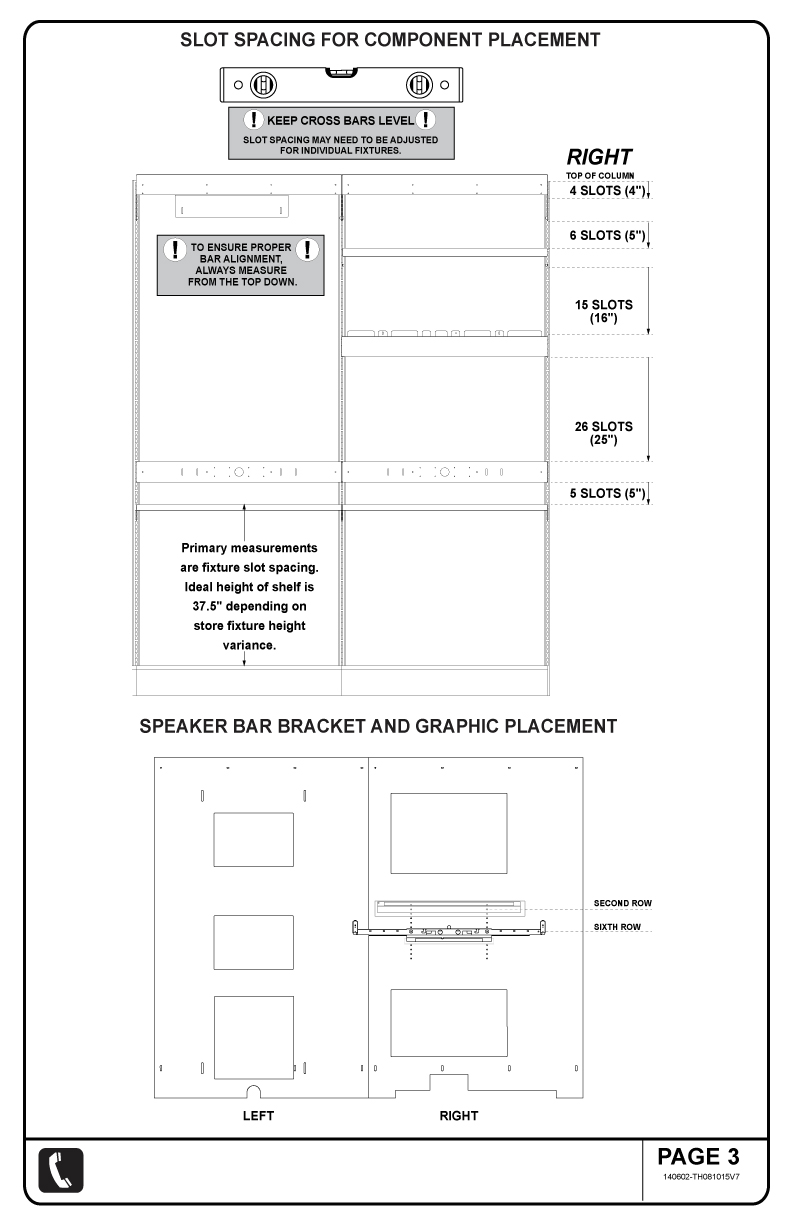 SLOT SPACING FOR COMPONENT PLACEMENT
! KEEP CROSS BARS LEVEL !
SLOT SPACING MAY NEED TO BE ADJUSTED
FOR INDIVIDUAL FIXTURES.
RIGHT
TOP OF COLUMN
4 SLOTS (4")
6 SLOTS (5")
! TO ENSURE PROPER !
BAR ALIGNMENT,
ALWAYS MEASURE
FROM THE TOP DOWN.
15 SLOTS
(16")
26 SLOTS
(25")
5 SLOTS (5")
Primary measurements
are fixture slot spacing.
Ideal height of shelf is
37.5" depending on
store fixture height
variance.
SPEAKER BAR BRACKET AND GRAPHIC PLACEMENT
SECOND ROW
SIXTH ROW
LEFT
RIGHT
PAGE 3
140602-TH081015V7